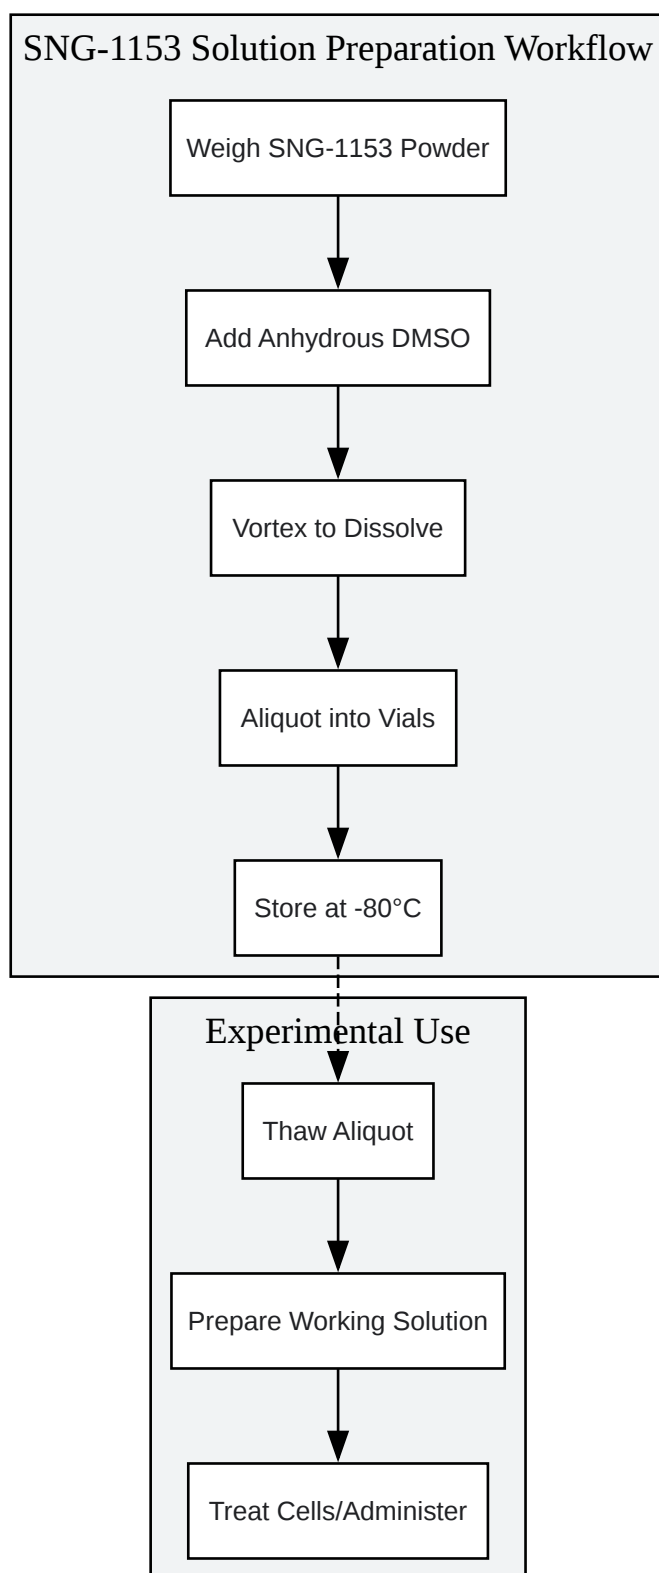 SNG-1153 Solution Preparation Workflow
Weigh SNG-1153 Powder
Add Anhydrous DMSO
Vortex to Dissolve
Aliquot into Vials
Store at -80°C
Experimental Use
Thaw Aliquot
Prepare Working Solution
Treat Cells/Administer